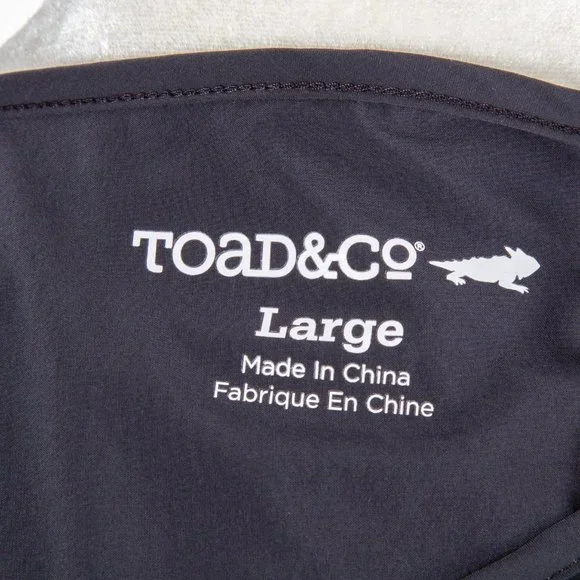 TOAD&CO®
Large
Made In China
Fabrique En Chine